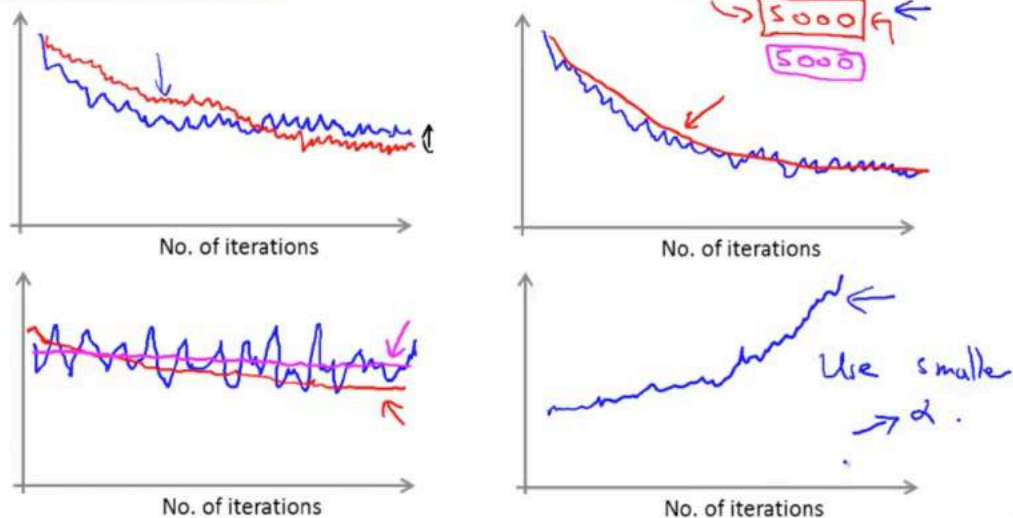 5000
5000
No. of iterations
No. of iterations
Use smaller
α.
No. of iterations
No. of iterations